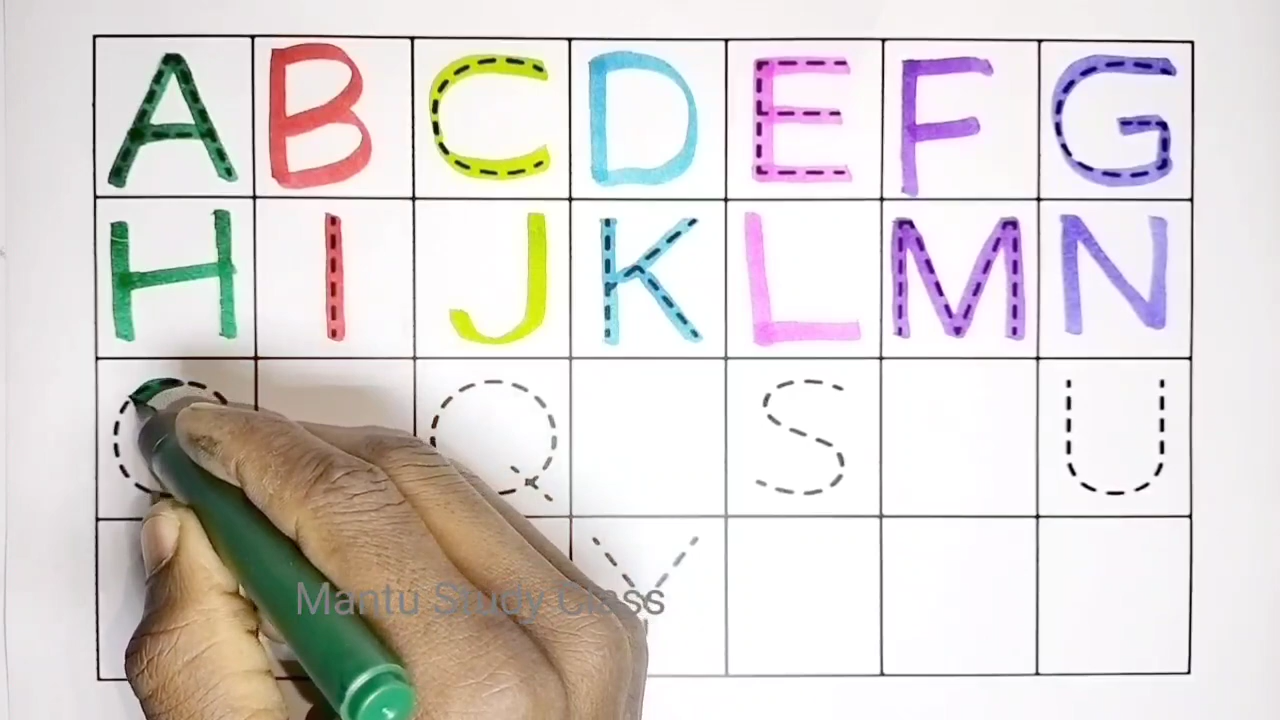 A B C D E F G
H I J K L M N
O Q S U
Y
Mantu Study Class